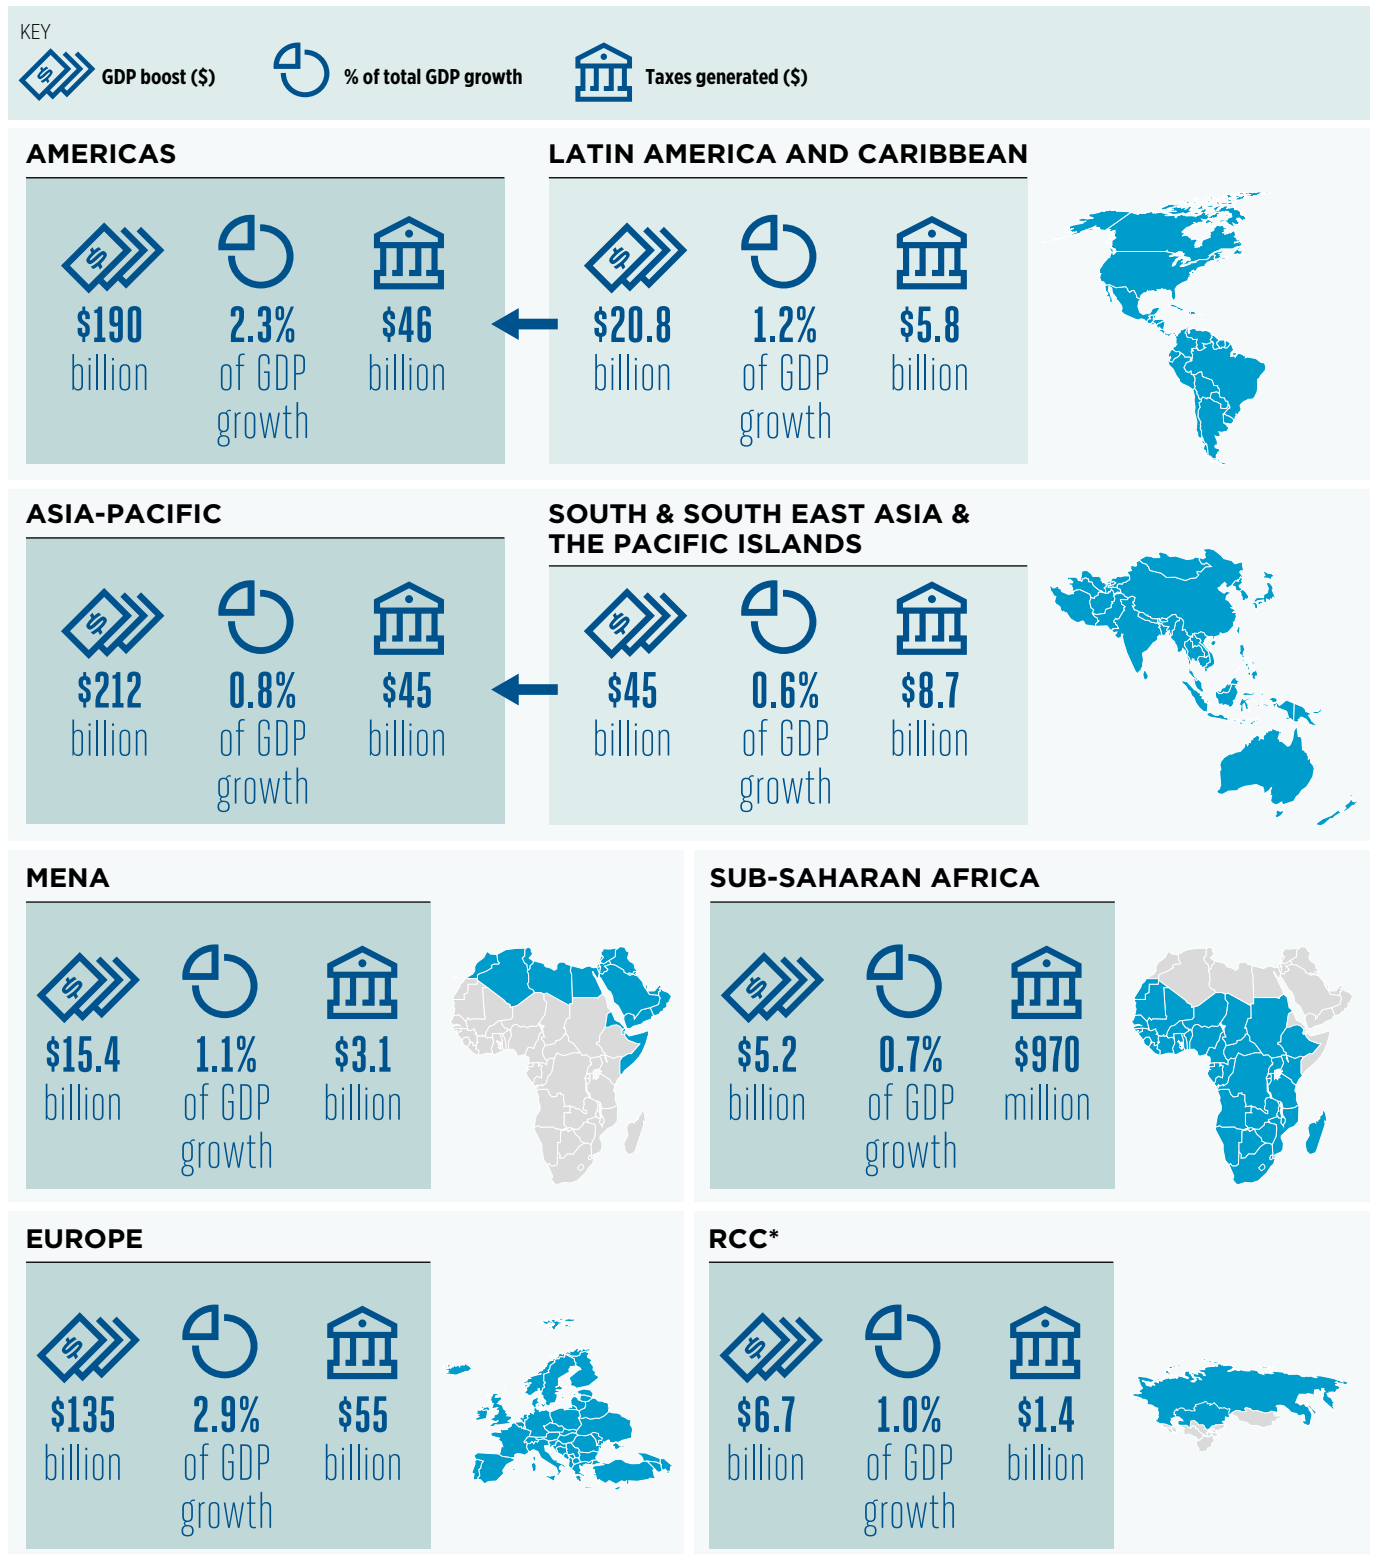 KEY
GDP boost ($)
% of total GDP growth
Taxes generated ($)
AMERICAS
$190
billion
2.3%
of GDP
growth
$46
billion
LATIN AMERICA AND CARIBBEAN
$20.8
billion
1.2%
of GDP
growth
$5.8
billion
ASIA-PACIFIC
$212
billion
0.8%
of GDP
growth
$45
billion
SOUTH & SOUTH EAST ASIA &
THE PACIFIC ISLANDS
$45
billion
0.6%
of GDP
growth
$8.7
billion
MENA
$15.4
billion
1.1%
of GDP
growth
$3.1
billion
SUB-SAHARAN AFRICA
$5.2
billion
0.7%
of GDP
growth
$970
million
EUROPE
$135
billion
2.9%
of GDP
growth
$55
billion
RCC*
$6.7
billion
1.0%
of GDP
growth
$1.4
billion